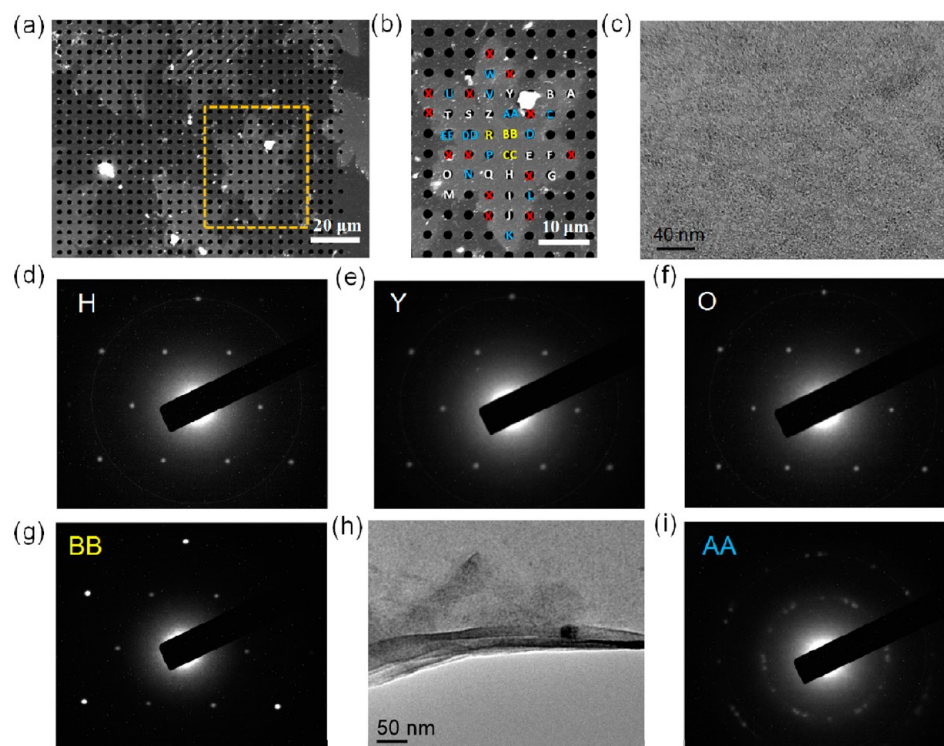 (a)
20 µm
(b)
X
W X
X U X V Y B A
X T S Z AA X C
EE DD R BB D
X X P CC E F X
O N Q H X G
M X I L
X J X
K
10 µm
(c)
40 nm
(d)
H
(e)
Y
(f)
O
(g)
BB
(h)
50 nm
(i)
AA